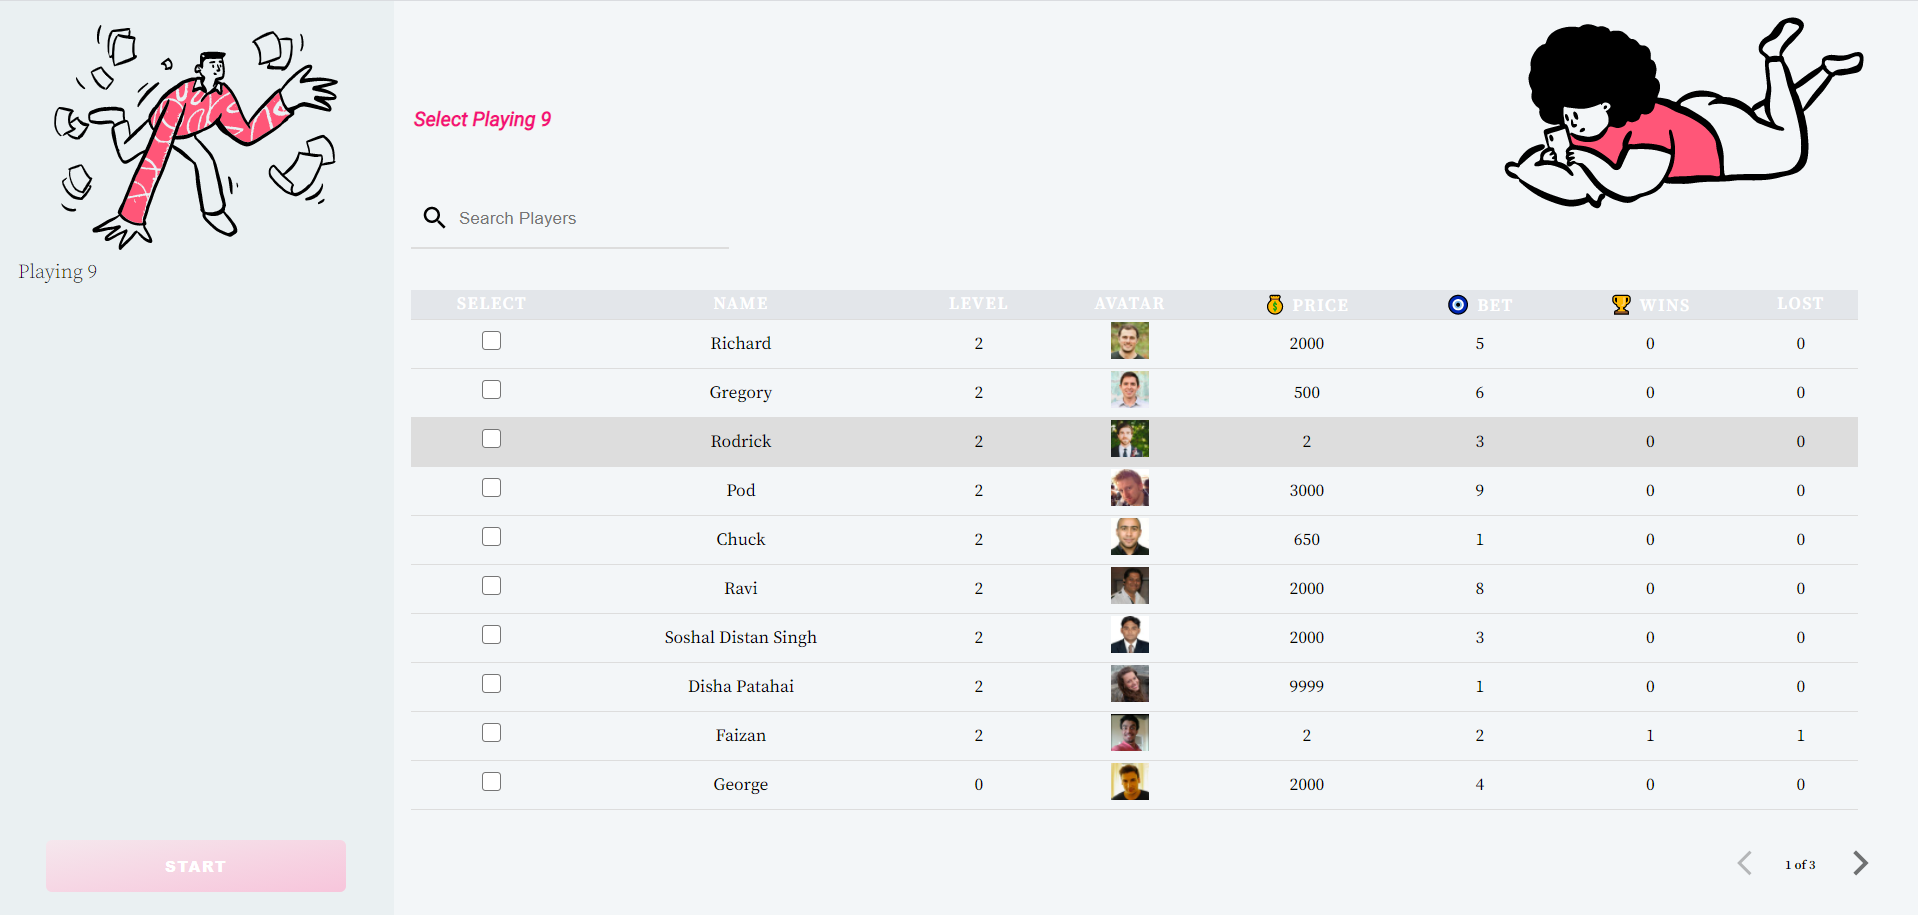 Select Playing 9
Search Players
Playing 9
SELECT NAME LEVEL AVATAR PRICE BET WINS LOST
Richard 2 2000 5 0 0
Gregory 2 500 6 0 0
Rodrick 2 2 3 0 0
Pod 2 3000 9 0 0
Chuck 2 650 1 0 0
Ravi 2 2000 8 0 0
Soshal Distan Singh 2 2000 3 0 0
Disha Patahai 2 9999 1 0 0
Faizan 2 2 2 1 1
George 0 2000 4 0 0
START
1 of 3